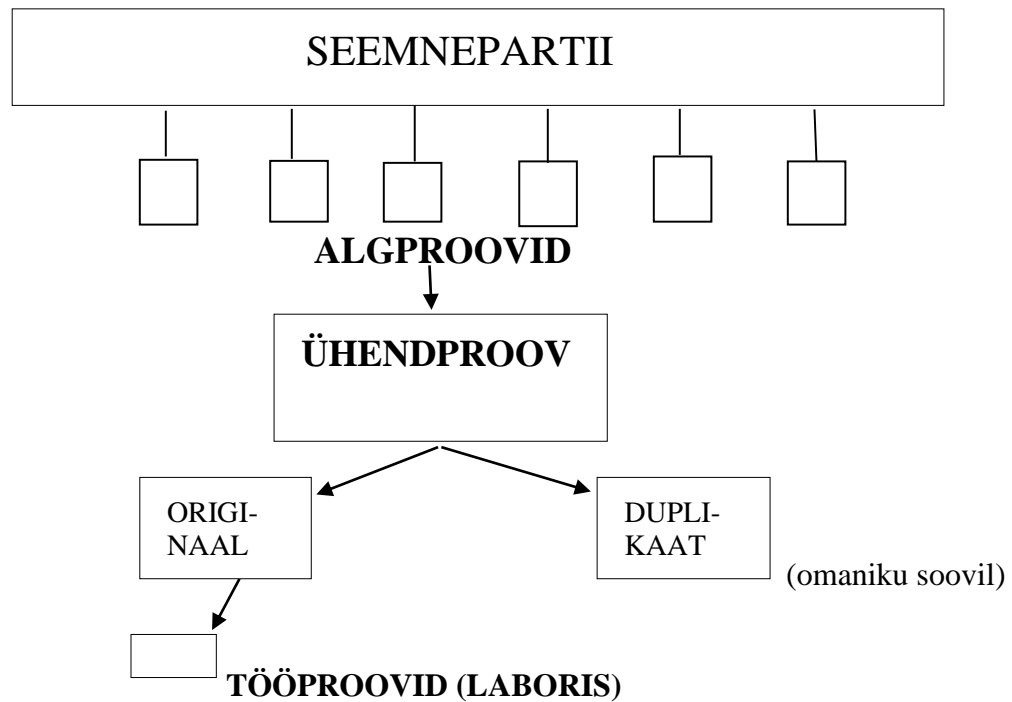 SEEMNEPARTII
ALGPROOVID
ÜHENDPROOV
ORIGI-
NAAL
DUPLI-
KAAT
(omaniku soovil)
TÖÖPROOVID (LABORIS)